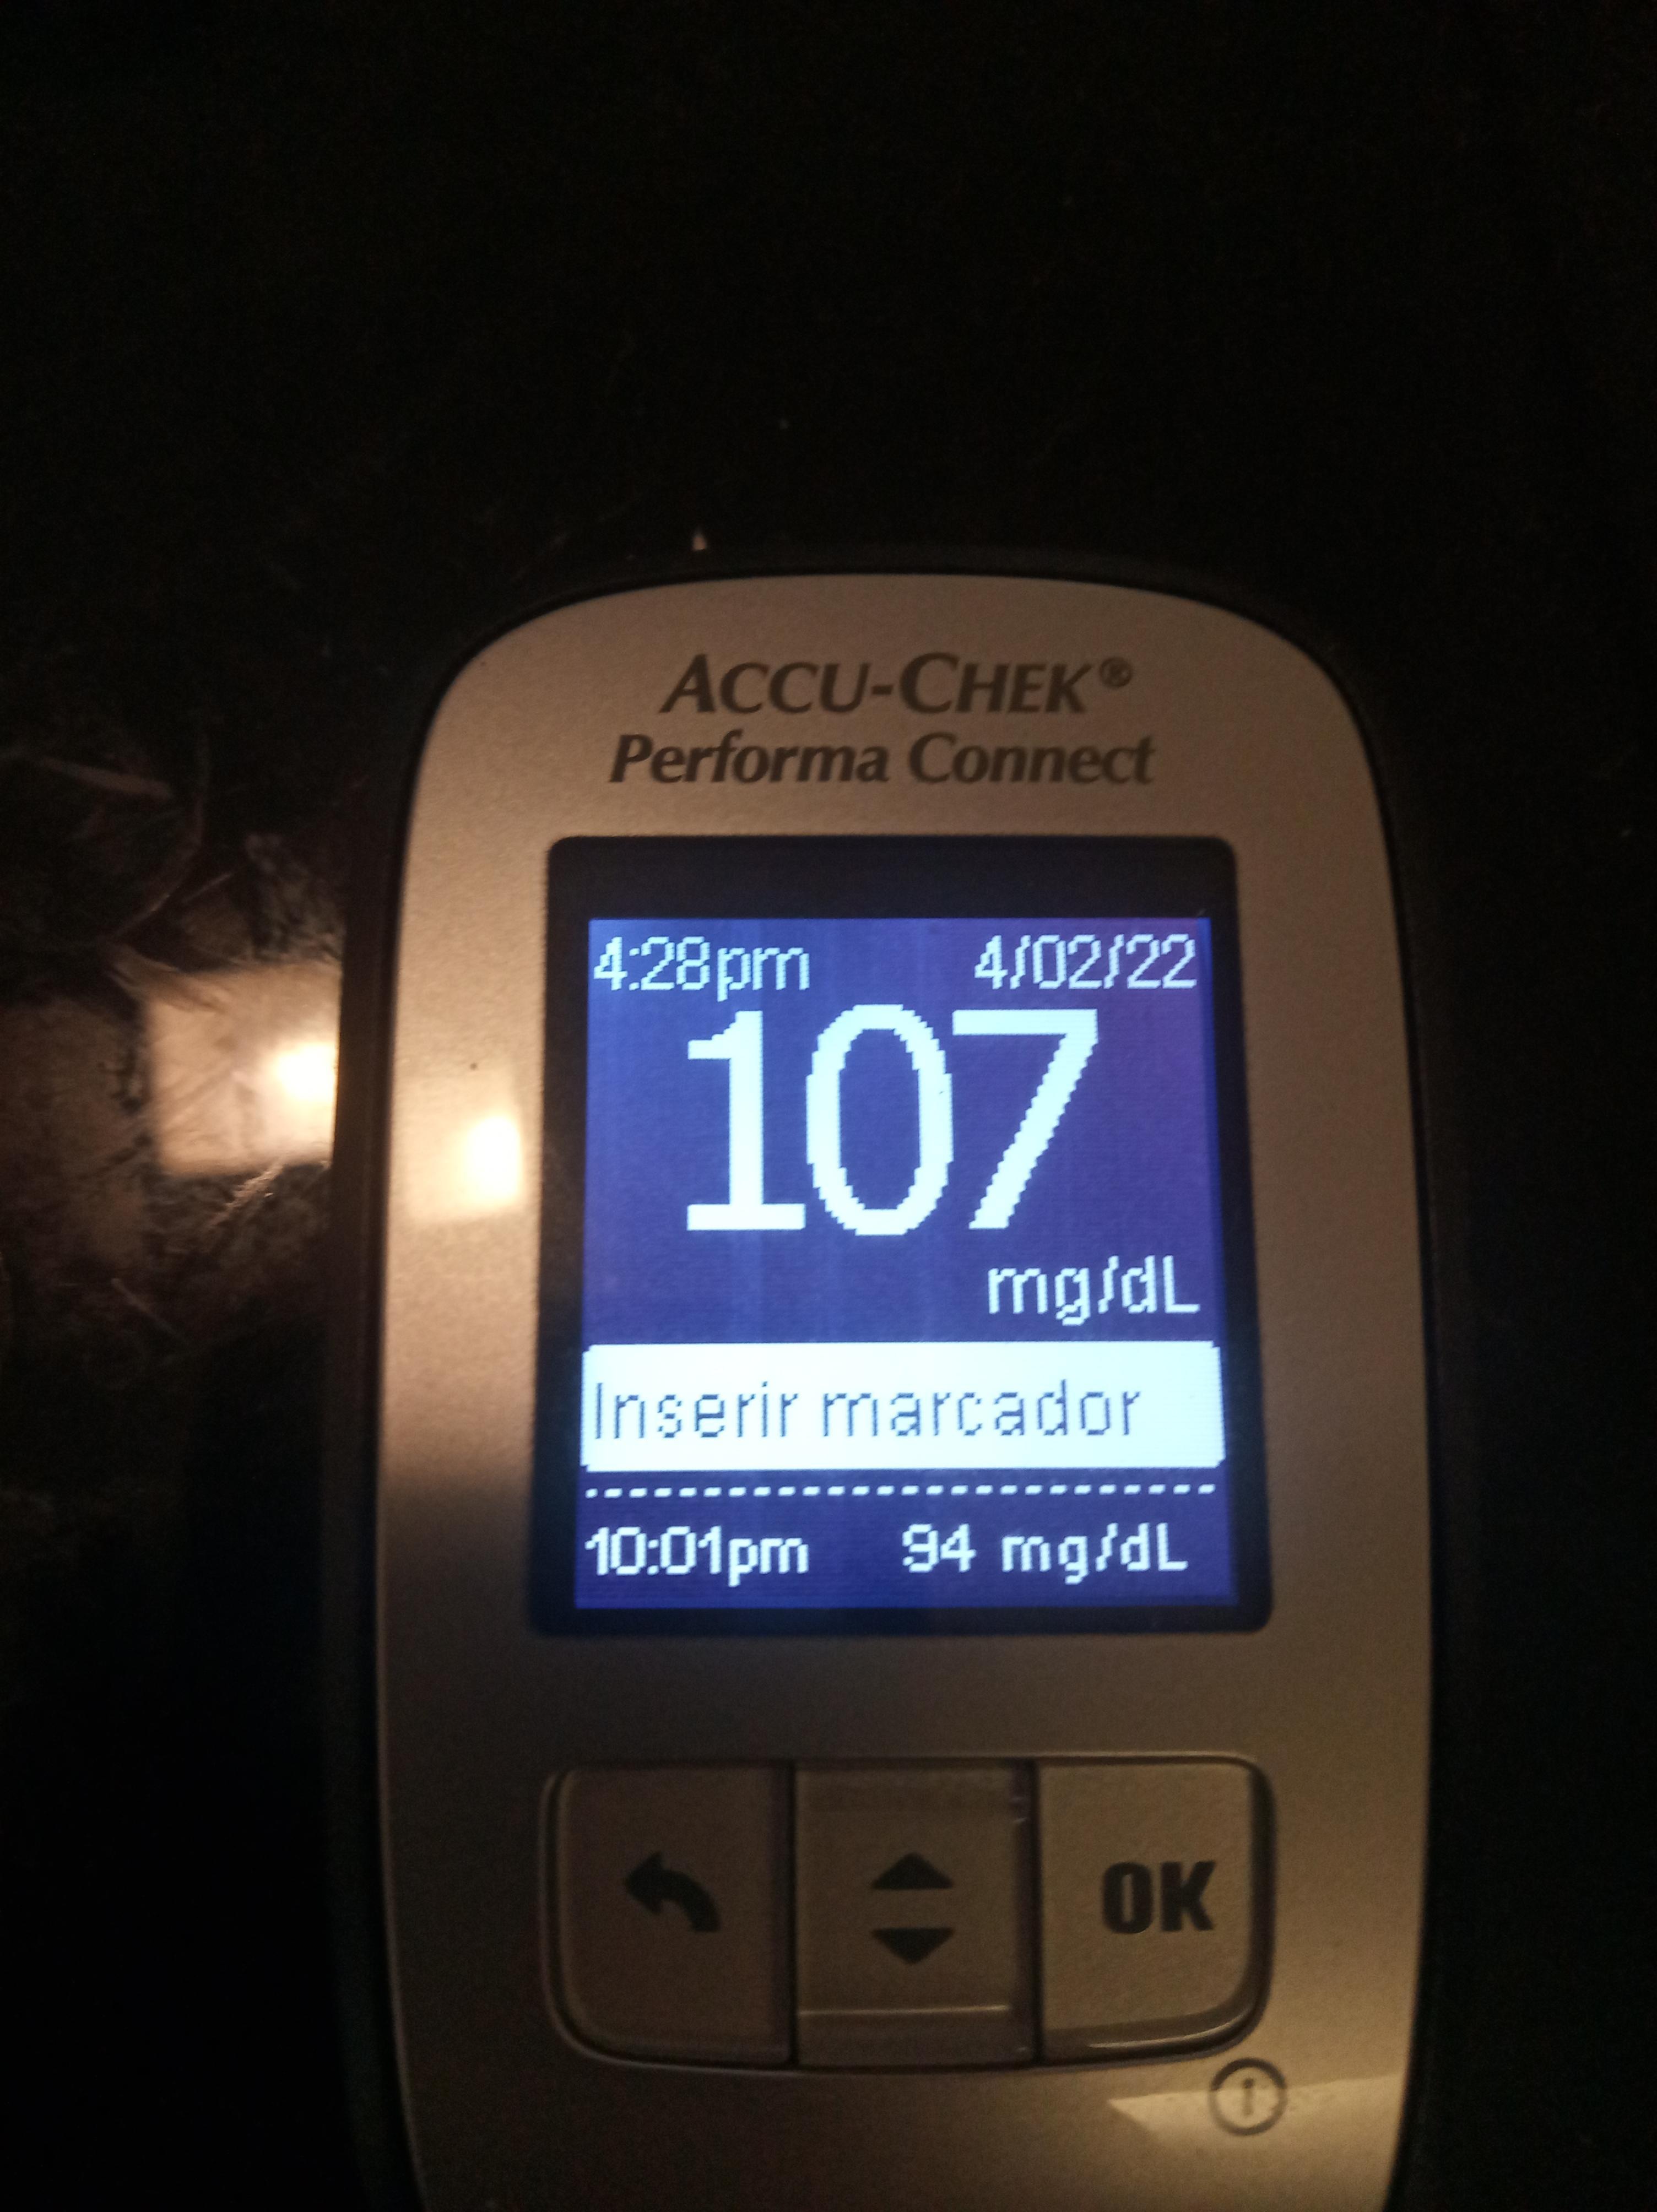 ACCU-CHEK®
Performa Connect
4:28pm 4/02/22
107
mg/dL
Inserir marcador
10:01pm 94 mg/dL
OK